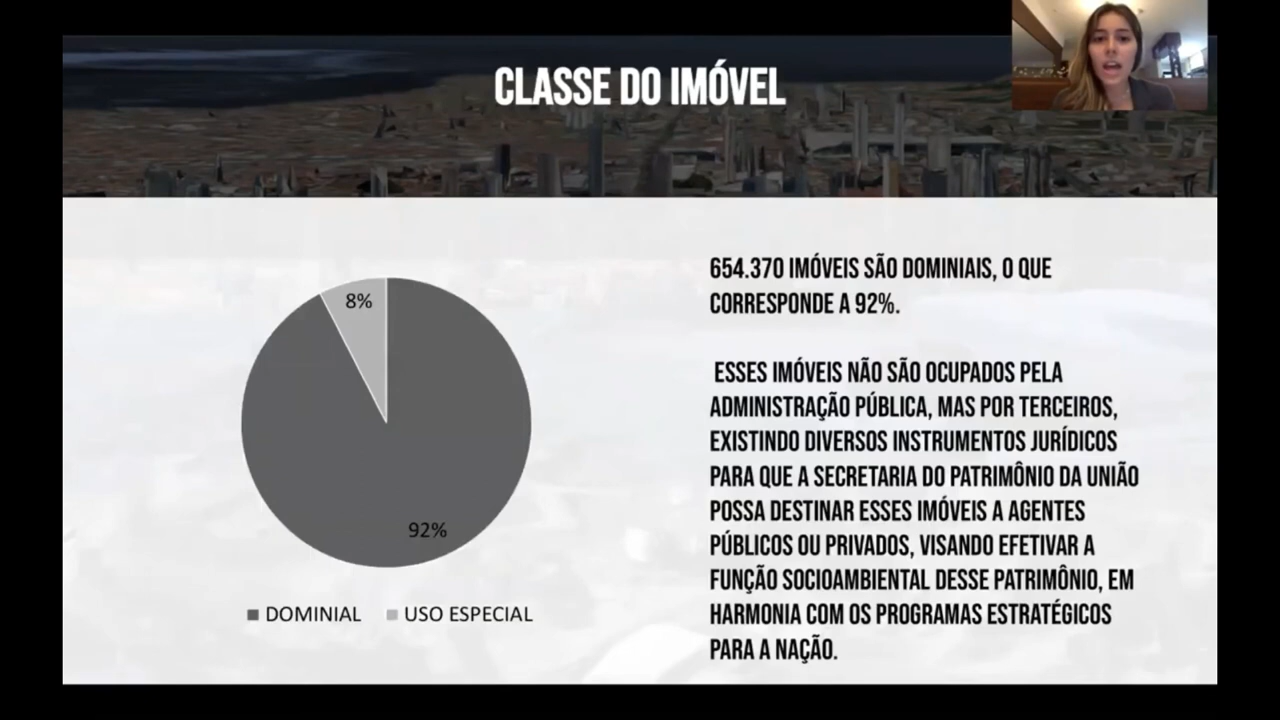 CLASSE DO IMÓVEL
8%
92%
DOMINIAL
USO ESPECIAL
654.370 IMÓVEIS SÃO DOMINIAIS, O QUE
CORRESPONDE A 92%.
ESSES IMÓVEIS NÃO SÃO OCUPADOS PELA
ADMINISTRAÇÃO PÚBLICA, MAS POR TERCEIROS,
EXISTINDO DIVERSOS INSTRUMENTOS JURÍDICOS
PARA QUE A SECRETARIA DO PATRIMÔNIO DA UNIÃO
POSSA DESTINAR ESSES IMÓVEIS A AGENTES
PÚBLICOS OU PRIVADOS, VISANDO EFETIVAR A
FUNÇÃO SOCIOAMBIENTAL DESSE PATRIMÔNIO, EM
HARMONIA COM OS PROGRAMAS ESTRATÉGICOS
PARA A NAÇÃO.